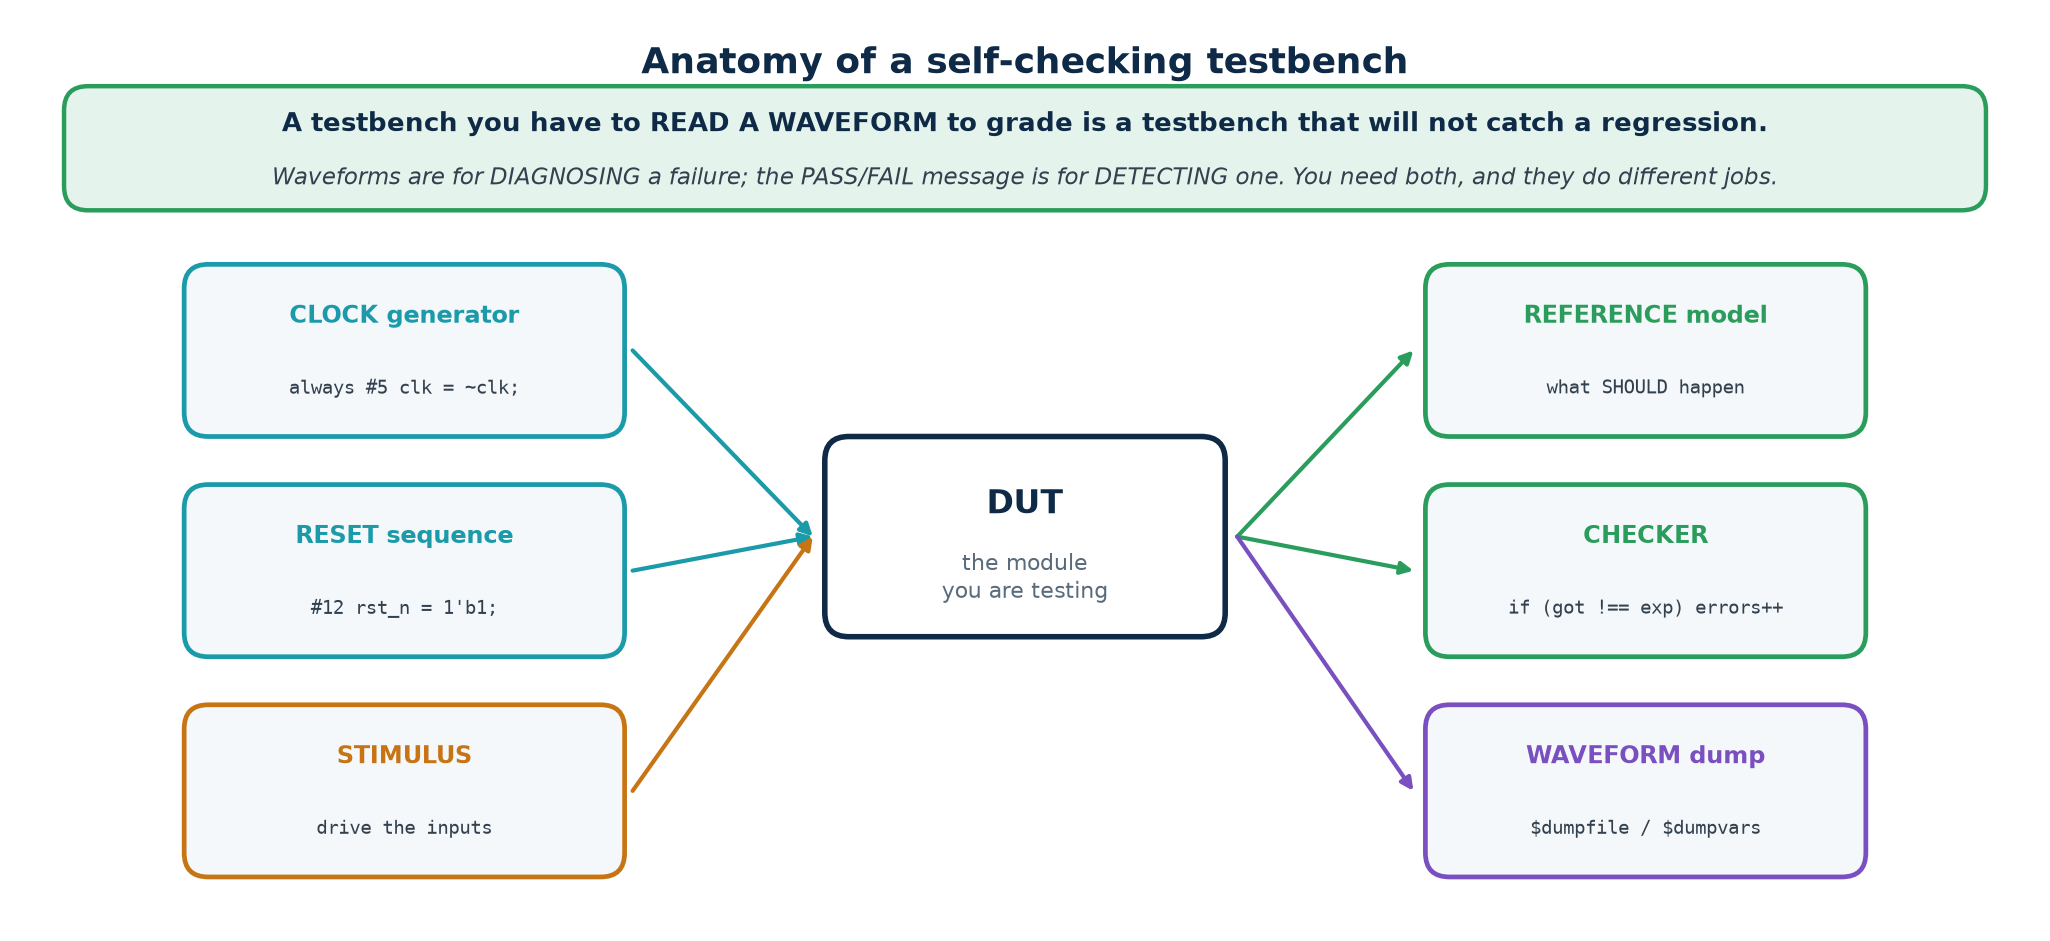 Anatomy of a self-checking testbench
A testbench you have to READ A WAVEFORM to grade is a testbench that will not catch a regression.
Waveforms are for DIAGNOSING a failure; the PASS/FAIL message is for DETECTING one. You need both, and they do different jobs.
CLOCK generator
always #5 clk = ~clk;
RESET sequence
#12 rst_n = 1'b1;
STIMULUS
drive the inputs
DUT
the module
you are testing
REFERENCE model
what SHOULD happen
CHECKER
if (got !== exp) errors++
WAVEFORM dump
$dumpfile / $dumpvars